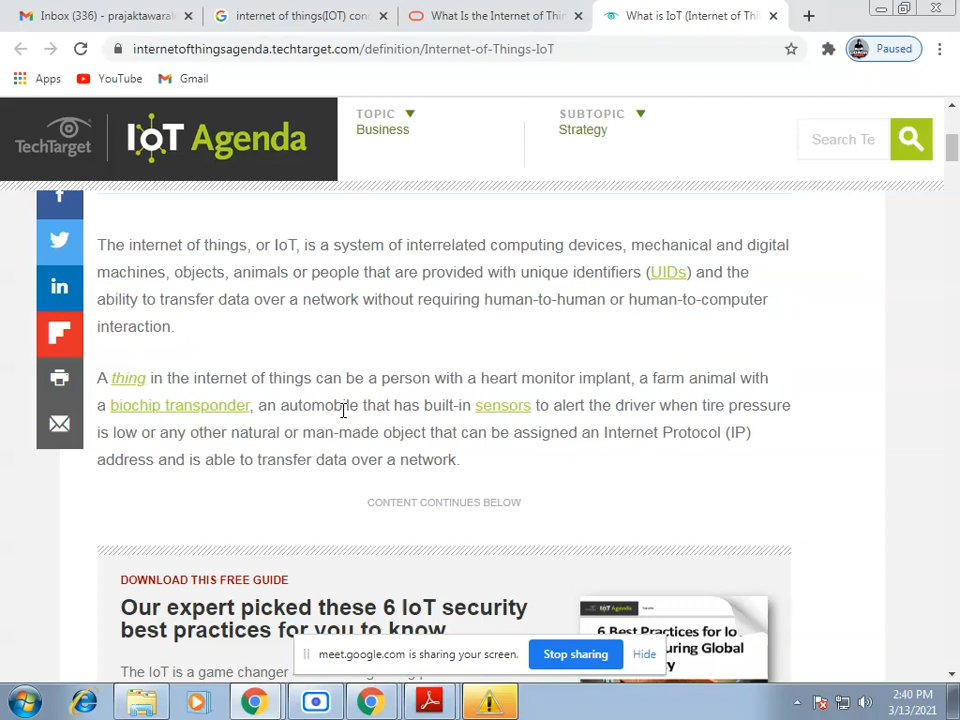 Inbox (336) - prajaktawarale
internet of things(IOT) con
What Is the Internet of Thin
What is IoT (Internet of Thi
internetofthingsagenda.techtarget.com/definition/Internet-of-Things-IoT
Paused
Apps
YouTube
Gmail
TechTarget
IoT Agenda
TOPIC
Business
SUBTOPIC
Strategy
Search Te
The internet of things, or IoT, is a system of interrelated computing devices, mechanical and digital
machines, objects, animals or people that are provided with unique identifiers (UIDs) and the
ability to transfer data over a network without requiring human-to-human or human-to-computer
interaction.
A thing in the internet of things can be a person with a heart monitor implant, a farm animal with
a biochip transponder, an automobile that has built-in sensors to alert the driver when tire pressure
is low or any other natural or man-made object that can be assigned an Internet Protocol (IP)
address and is able to transfer data over a network.
CONTENT CONTINUES BELOW
DOWNLOAD THIS FREE GUIDE
Our expert picked these 6 IoT security
best practices for you to know
IoT Agenda
6 Best Practices for Io
uring Global
y
The IoT is a game changer
meet.google.com is sharing your screen.
Stop sharing
Hide
2:40 PM
3/13/2021